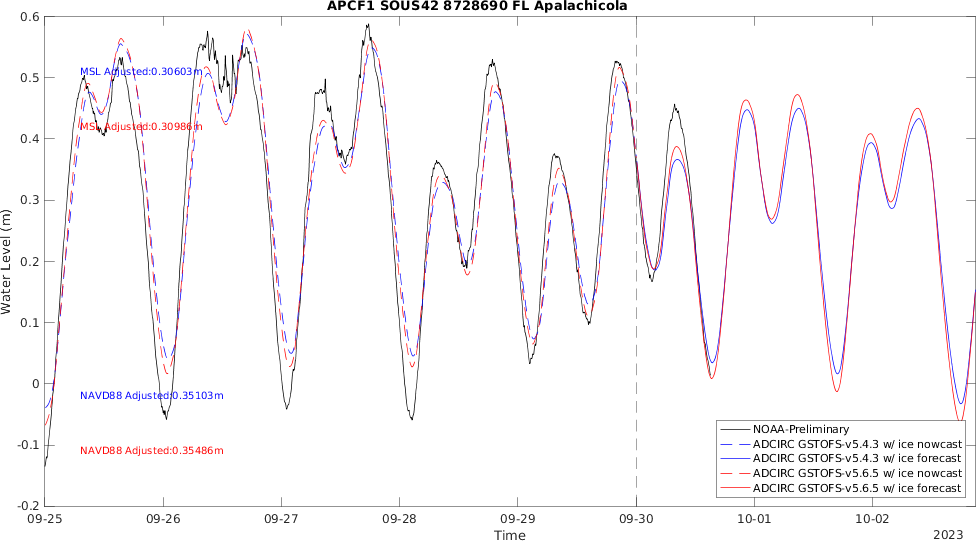 APCF1 SOUS42 8728690 FL Apalachicola
0.6
0.5
0.4
0.3
0.2
0.1
0
-0.1
-0.2
Water Level (m)
MSL Adjusted:0.30603m
MSL Adjusted:0.30986m
NAVD88 Adjusted:0.35103m
NAVD88 Adjusted:0.35486m
NOAA-Preliminary
ADCIRC GSTOFS-v5.4.3 w/ ice nowcast
ADCIRC GSTOFS-v5.4.3 w/ ice forecast
ADCIRC GSTOFS-v5.6.5 w/ ice nowcast
ADCIRC GSTOFS-v5.6.5 w/ ice forecast
09-25 09-26 09-27 09-28 09-29 09-30 10-01 10-02
Time
2023